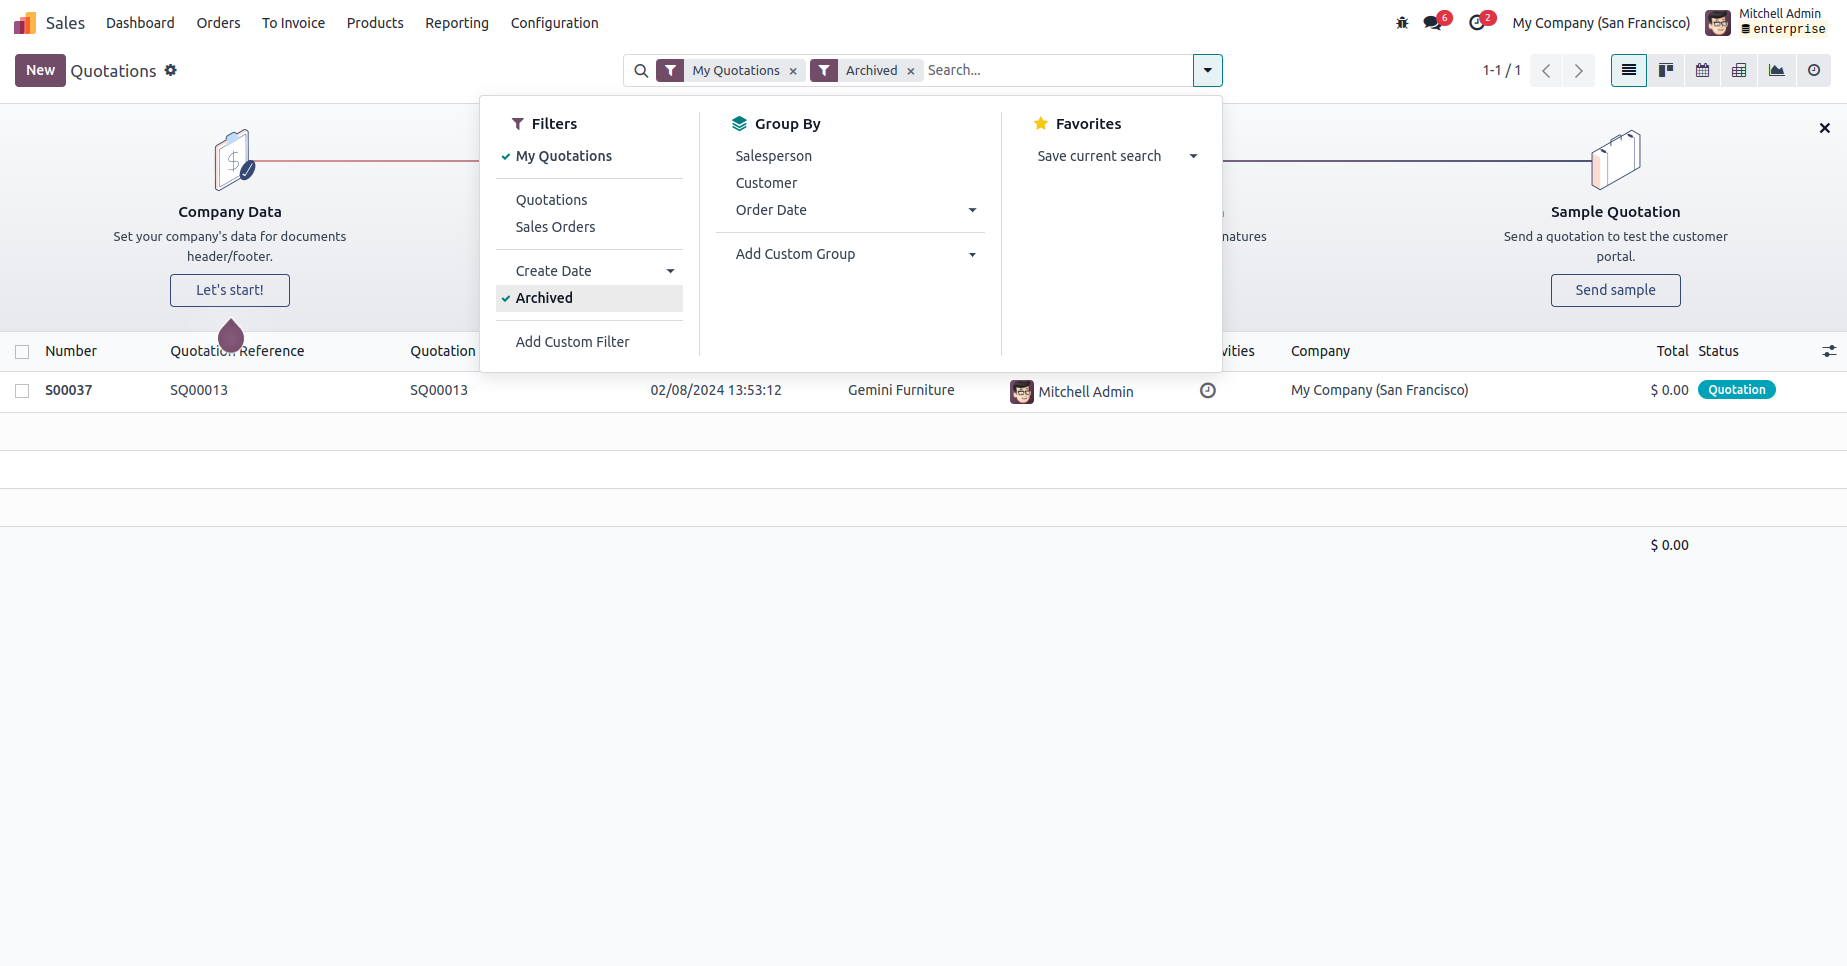 Sales Dashboard Orders To Invoice Products Reporting Configuration 6 2 My Company (San Francisco) Mitchell Admin
enterprise
New Quotations My Quotations × Archived × Search... 1-1 / 1
Filters Group By Favorites
My Quotations Salesperson Save current search
Customer
Quotations Order Date
Sales Orders
Add Custom Group
Create Date
Archived
Add Custom Filter
Company Data
Set your company's data for documents
header/footer.
Let's start!
natures
Sample Quotation
Send a quotation to test the customer
portal.
Send sample
Number Quotation Reference Quotation vities Company Total Status
S00037 SQ00013 SQ00013 02/08/2024 13:53:12 Gemini Furniture Mitchell Admin My Company (San Francisco) $ 0.00 Quotation
$ 0.00